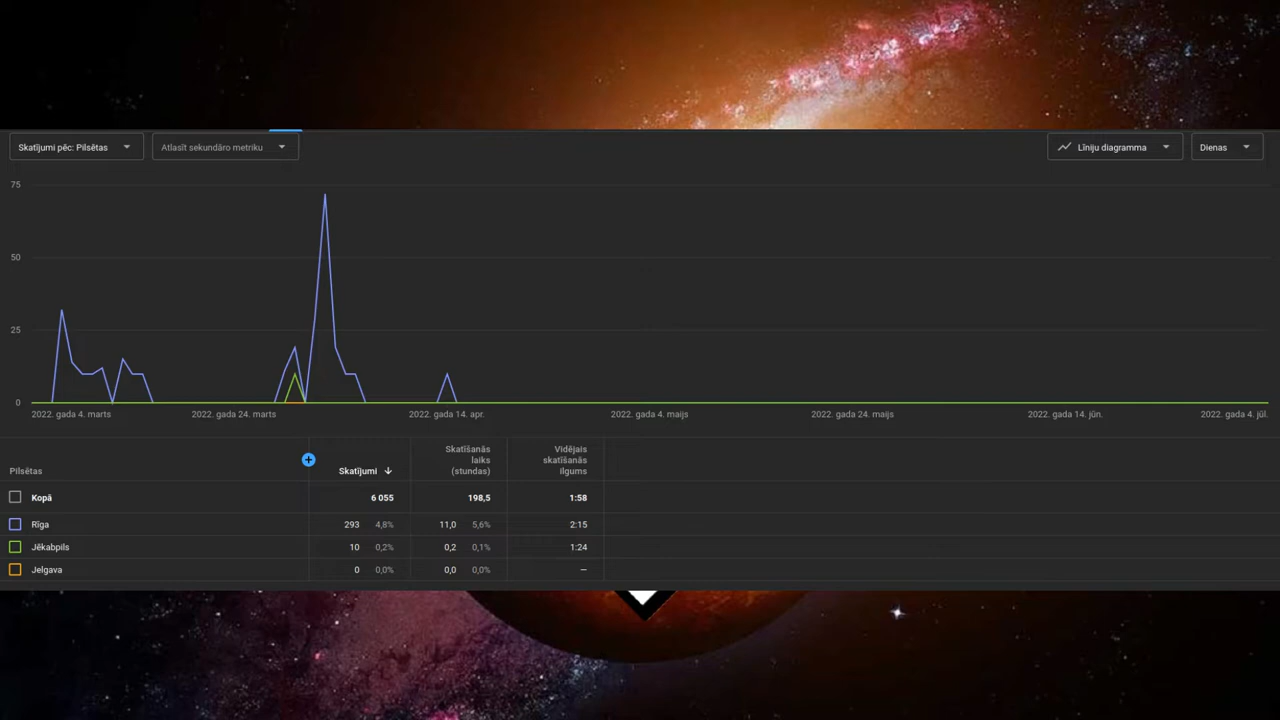 Skatījumi pēc: Pilsētas
Atlasīt sekundāro metriku
Līniju diagramma
Dienas
75
50
25
0
2022. gada 4. marts
2022. gada 24. marts
2022. gada 14. apr.
2022. gada 4. maijs
2022. gada 24. maijs
2022. gada 14. jūn.
2022. gada 4. jūl.
Pilsētas
Skatījumi
Skatīšanās
laiks
(stundas)
Vidējais
skatīšanās
ilgums
Kopā 6 055 198,5 1:58
Rīga 293 4,8% 11,0 5,6% 2:15
Jēkabpils 10 0,2% 0,2 0,1% 1:24
Jelgava 0 0,0% 0,0 0,0% —